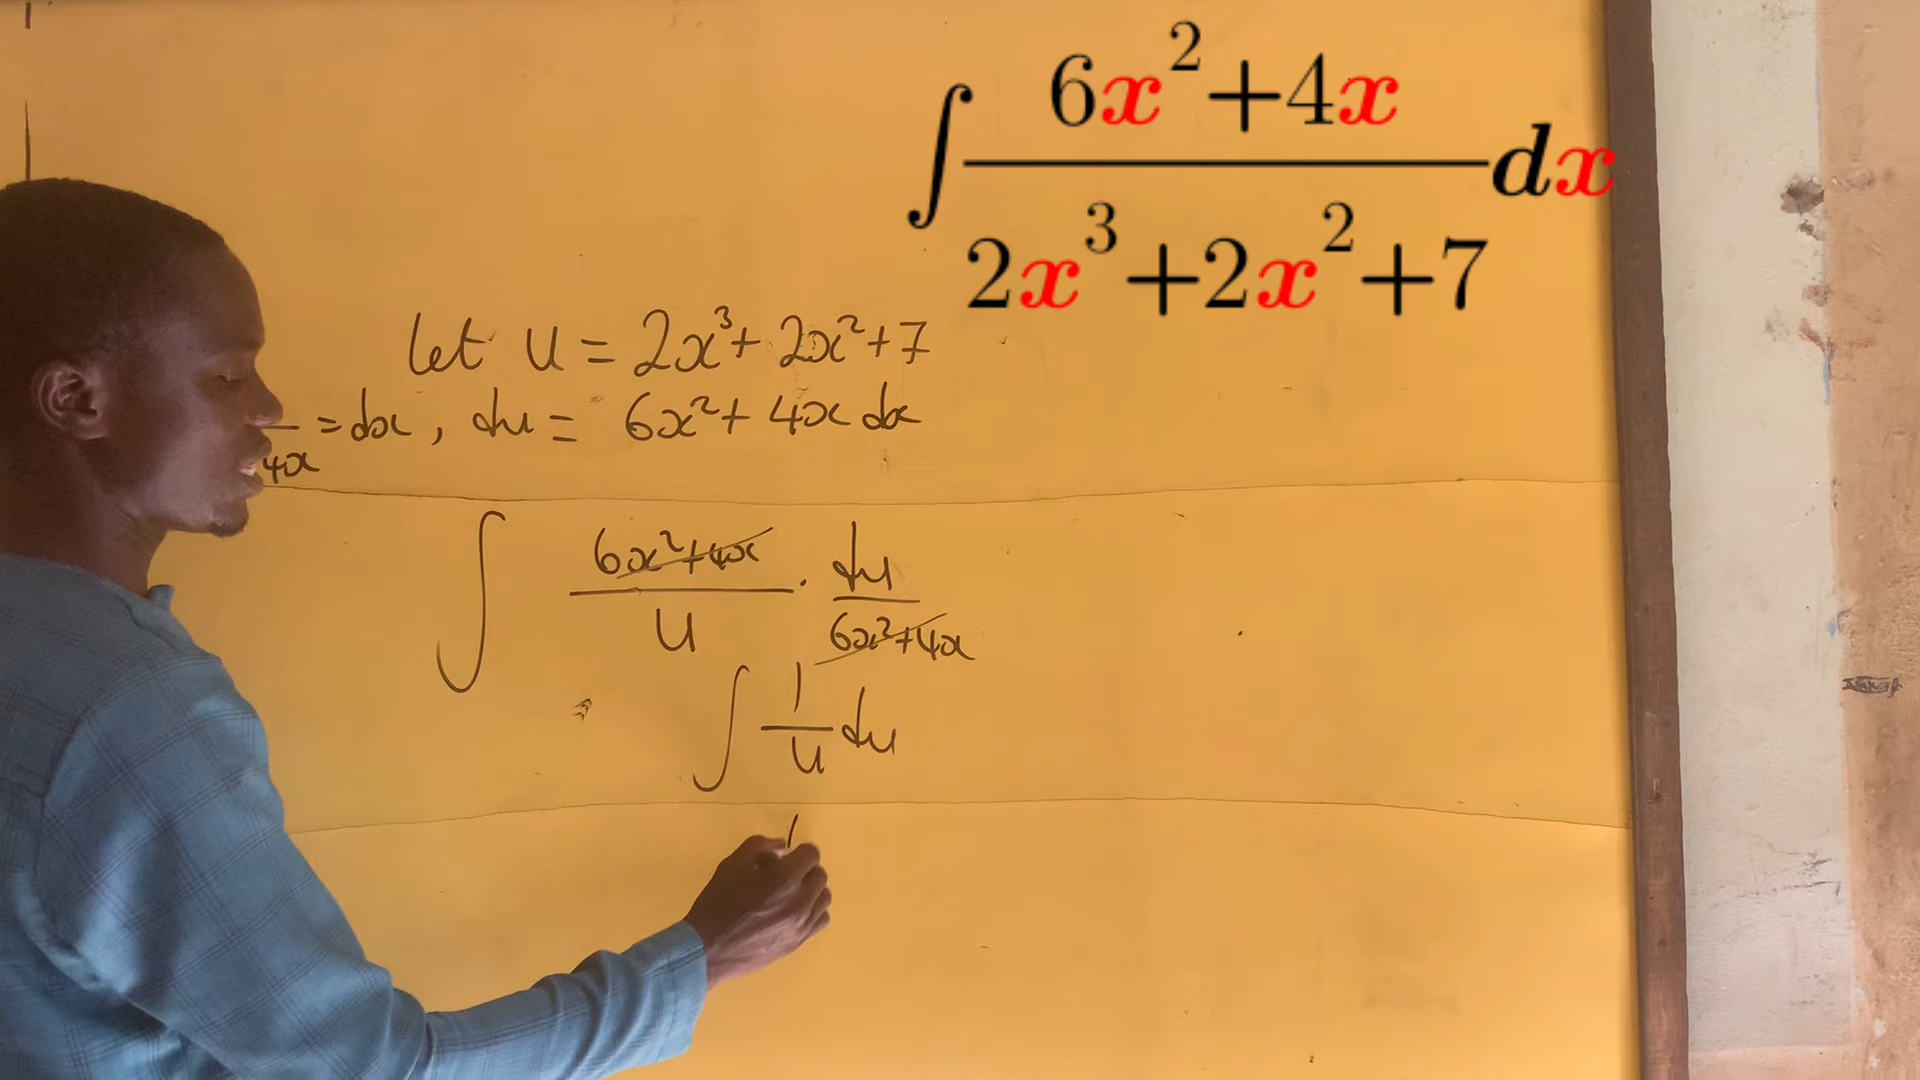 ∫ 6x²+4x / 2x³+2x²+7 dx
let u = 2x³+ 2x²+7
4x = dx, du = 6x²+ 4x dx
∫ 6x²+4x / u · du / 6x²+4x
∫ 1/u du